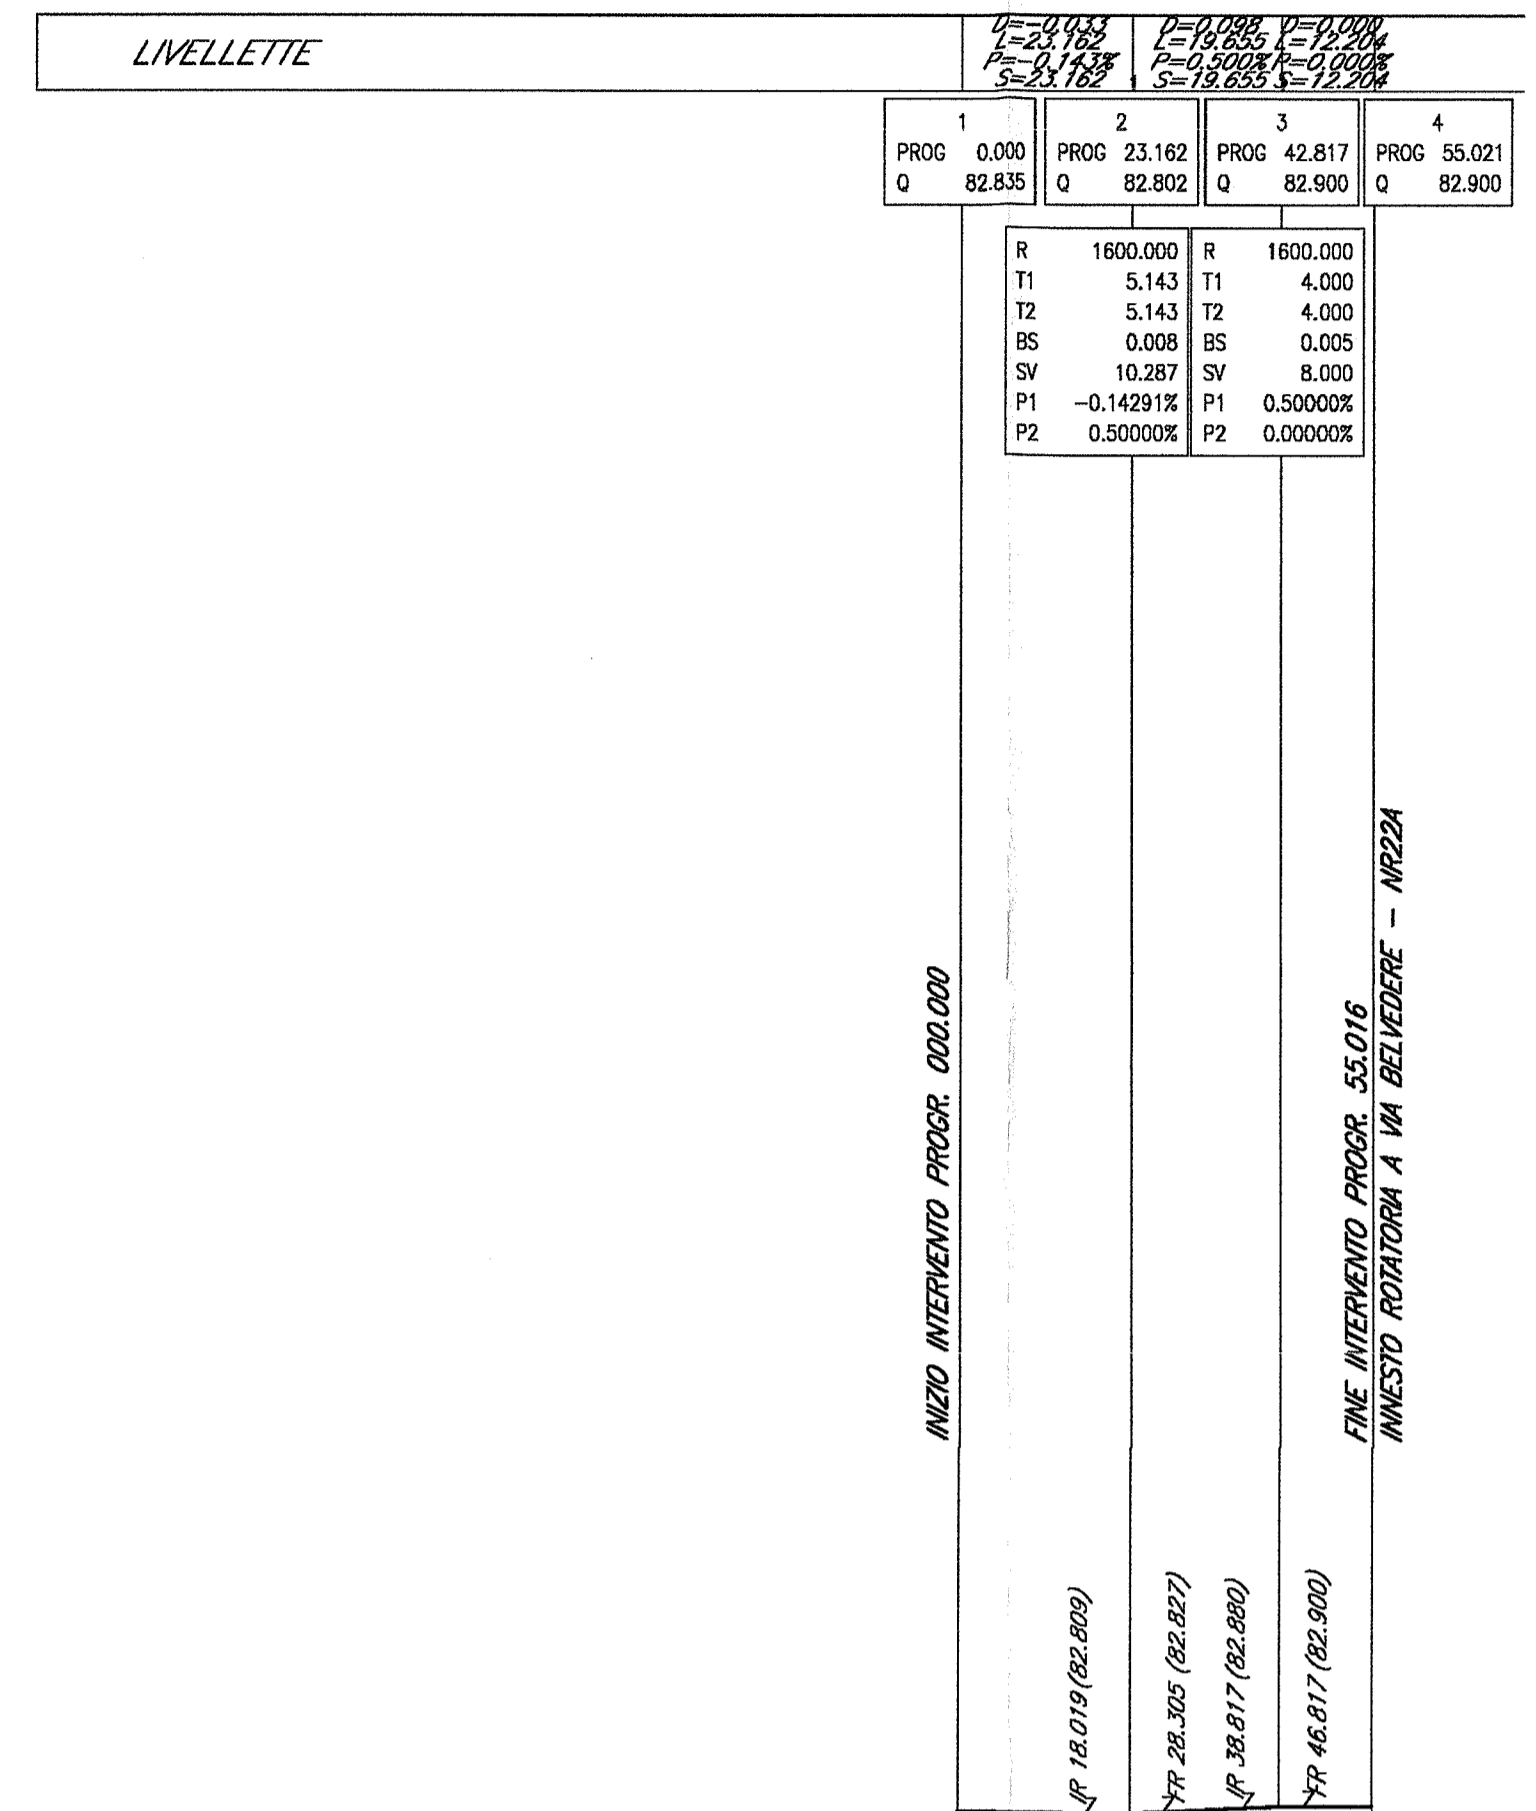 LIVELLETTE
D=-0.033
L=23.162
P=-0.143%
S=23.162
D=0.098
L=19.655
P=0.500%
S=19.655
D=0.000
L=12.204
P=0.000%
S=12.204
1
PROG 0.000
Q 82.835
2
PROG 23.162
Q 82.802
3
PROG 42.817
Q 82.900
4
PROG 55.021
Q 82.900
R 1600.000
T1 5.143
T2 5.143
BS 0.008
SV 10.287
P1 -0.14291%
P2 0.50000%
R 1600.000
T1 4.000
T2 4.000
BS 0.005
SV 8.000
P1 0.50000%
P2 0.00000%
INIZIO INTERVENTO PROGR. 000.000
FINE INTERVENTO PROGR. 55.016
INNESTO ROTATORIA A VIA BELVEDERE - NR22A
IR 18.019(82.809)
FR 28.305 (82.827)
IR 38.817(82.880)
FR 46.817(82.900)